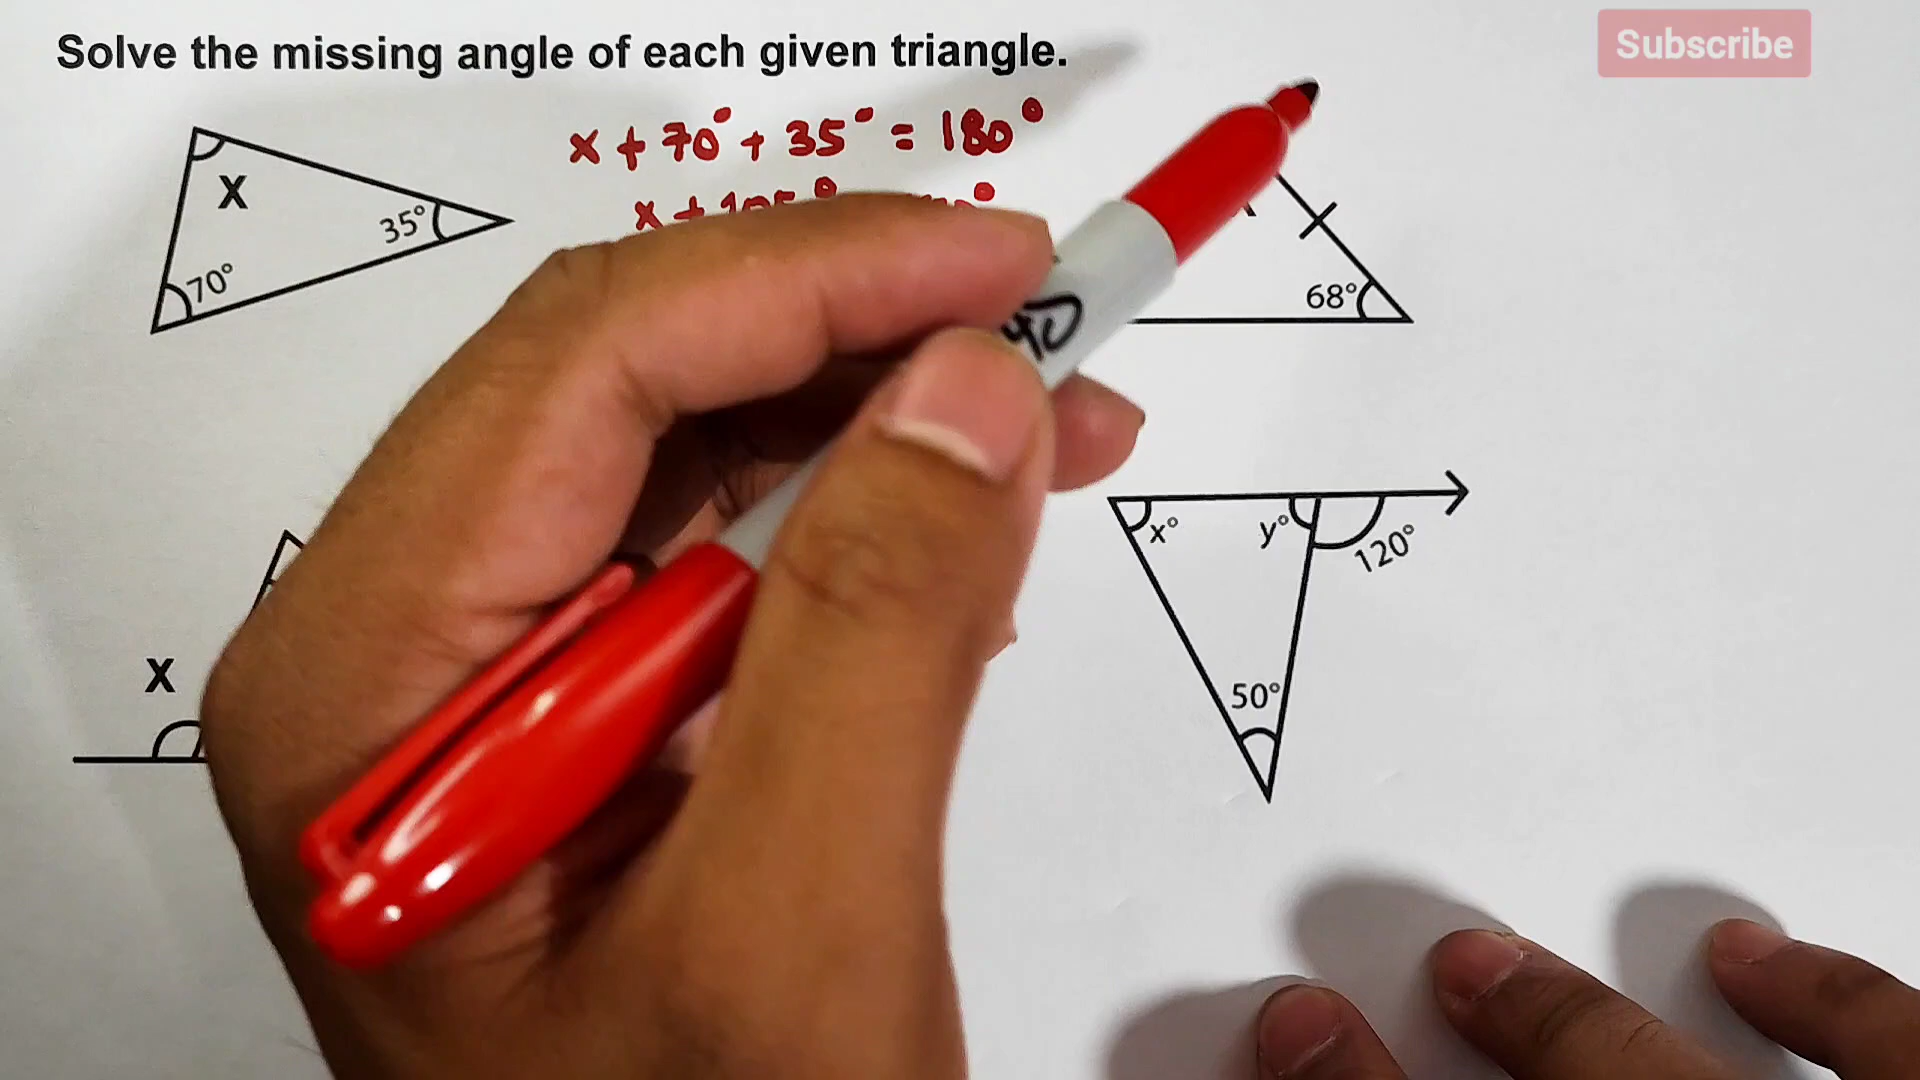 Solve the missing angle of each given triangle.
Subscribe
x + 70° + 35° = 180°
x +
X
35°
70°
68°
X
x°
y°
120°
50°